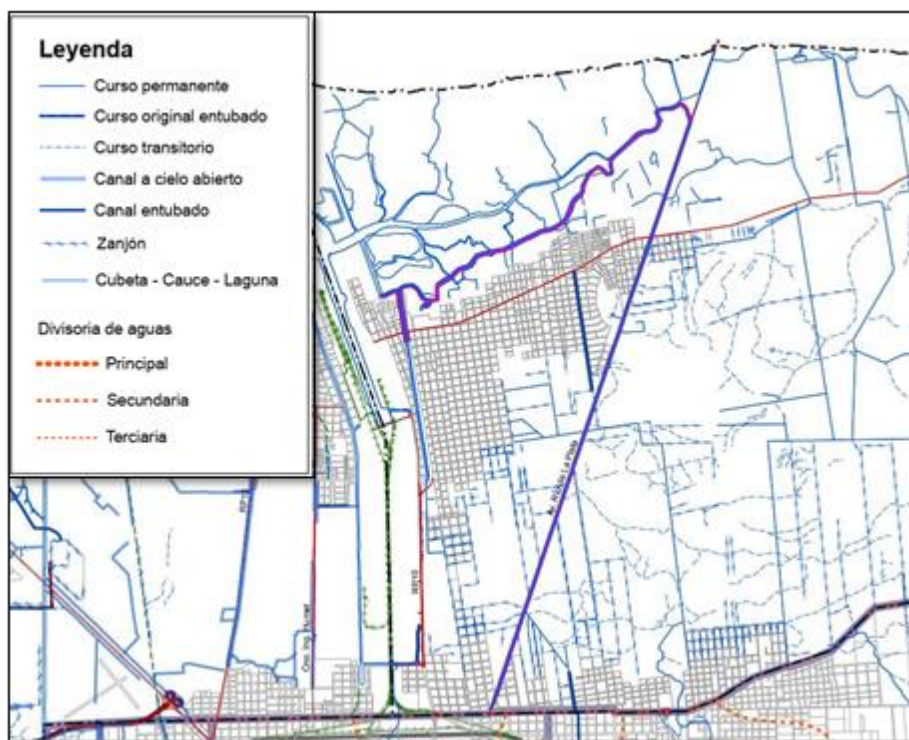 Leyenda
Curso permanente
Curso original entubado
Curso transitorio
Canal a cielo abierto
Canal entubado
Zanjón
Cubeta - Cauce - Laguna
Divisoria de aguas
Principal
Secundaria
Terciaria